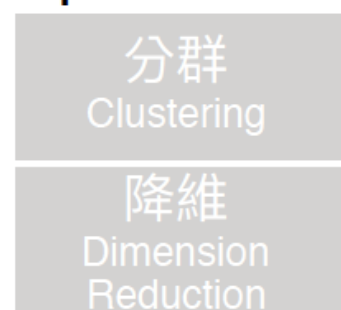 分群
Clustering
降維
Dimension
Reduction